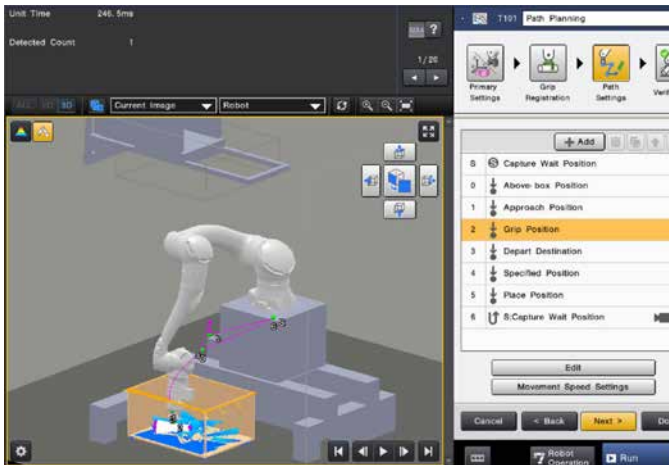 Unit Time 246.5ms
Detected Count 1
?
1/20
T101 Path Planning
Primary Settings
Grip Registration
Path Settings
ALL 2D 3D
Current Image
Robot
+ Add
S Capture Wait Position
0 Above-box Position
1 Approach Position
2 Grip Position
3 Depart Destination
4 Specified Position
5 Place Position
6 S:Capture Wait Position
Edit
Movement Speed Settings
Cancel
< Back
Next >
Robot Operation
Run